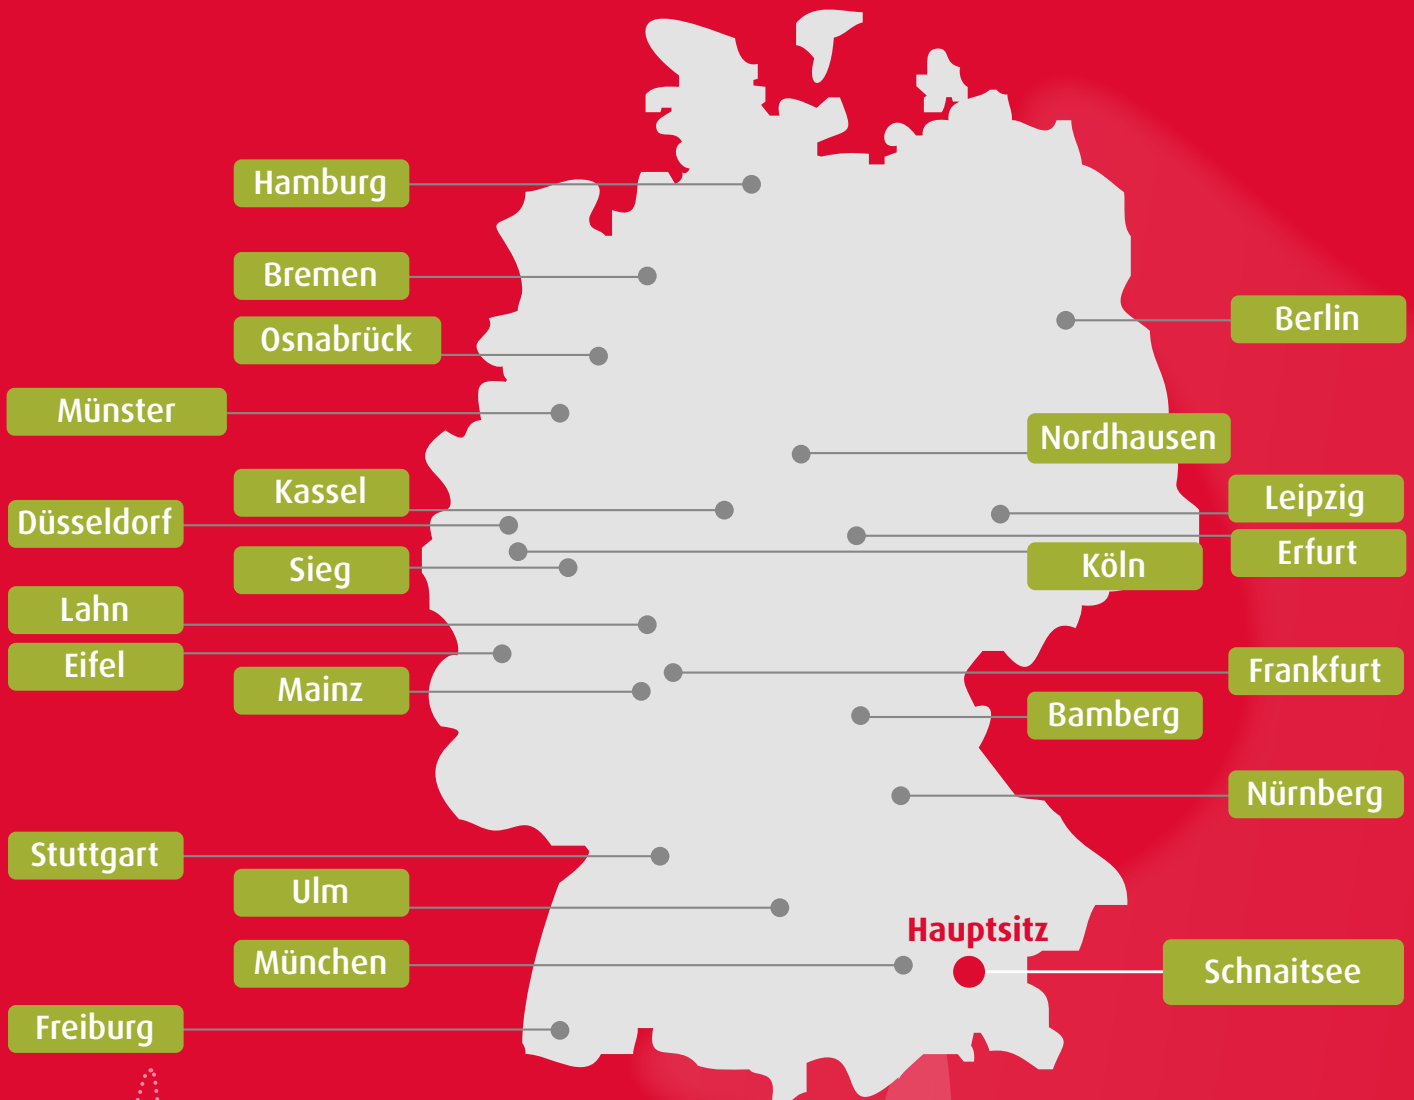 Hamburg
Bremen
Osnabrück
Berlin
Münster
Nordhausen
Kassel
Leipzig
Düsseldorf
Erfurt
Sieg
Köln
Lahn
Eifel
Frankfurt
Mainz
Bamberg
Nürnberg
Stuttgart
Ulm
Hauptsitz
München
Schnaitsee
Freiburg